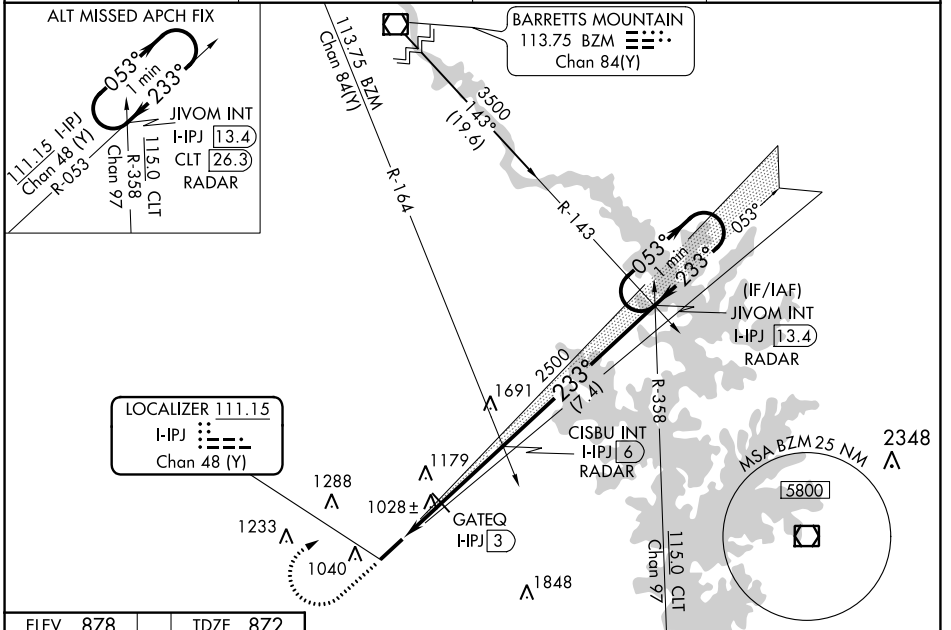 ALT MISSED APCH FIX
053°
1 min
233°
JIVOM INT
I-IPJ 13.4
CLT 26.3
RADAR
111.15 I-IPJ
Chan 48 (Y)
R-053
R-358
115.0 CLT
Chan 97
113.75 BZM
Chan 84(Y)
R-164
BARRETTS MOUNTAIN
113.75 BZM
Chan 84(Y)
3500
143°
(19.6)
R-143
053°
1 min
233°
053°
(IF/IAF)
JIVOM INT
I-IPJ 13.4
RADAR
2500
233°
(7.4)
R-358
1691
LOCALIZER 111.15
I-IPJ
Chan 48 (Y)
CISBU INT
I-IPJ 6
RADAR
MSA BZM 25 NM
5800
2348
1179
1288
1028±
GATEQ
I-IPJ 3
1233
1040
1848
115.0 CLT
Chan 97
ELEV 878
TDZE 872